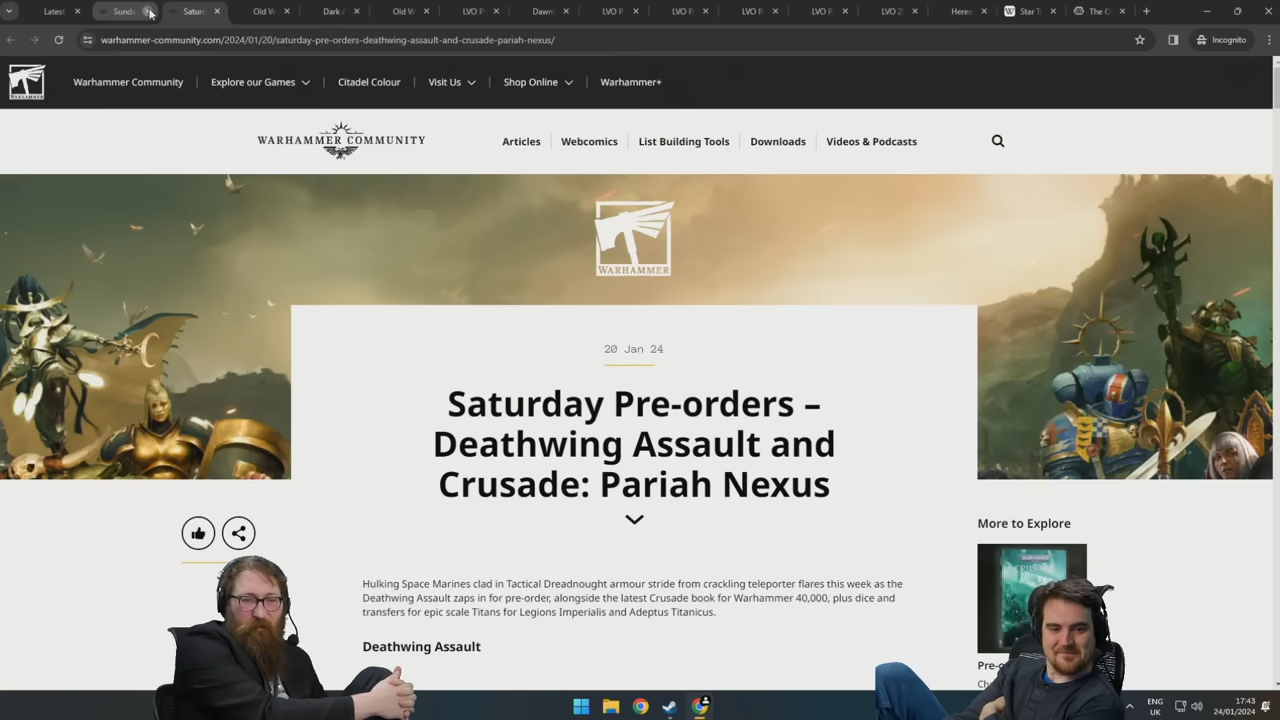 Latest
Sunda
Satur
Old W
Dark A
Old W
LVO P
Dawn
LVO P
LVO P
LVO P
LVO P
LVO 2
Heres
Star T
The C
warhammer-community.com/2024/01/20/saturday-pre-orders-deathwing-assault-and-crusade-pariah-nexus/
Incognito
WARHAMMER
Warhammer Community
Explore our Games
Citadel Colour
Visit Us
Shop Online
Warhammer+
WARHAMMER COMMUNITY
Articles
Webcomics
List Building Tools
Downloads
Videos & Podcasts
WARHAMMER
20 Jan 24
Saturday Pre-orders –
Deathwing Assault and
Crusade: Pariah Nexus
More to Explore
Hulking Space Marines clad in Tactical Dreadnought armour stride from crackling teleporter flares this week as the
Deathwing Assault zaps in for pre-order, alongside the latest Crusade book for Warhammer 40,000, plus dice and
transfers for epic scale Titans for Legions Imperialis and Adeptus Titanicus.
Deathwing Assault
ENG
UK
17:43
24/01/2024